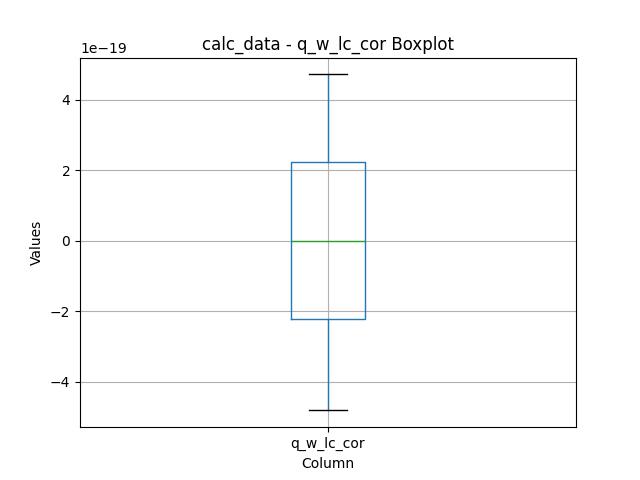 calc_data - q_w_lc_cor Boxplot
1e−19
4
2
0
−2
−4
Values
q_w_lc_cor
Column